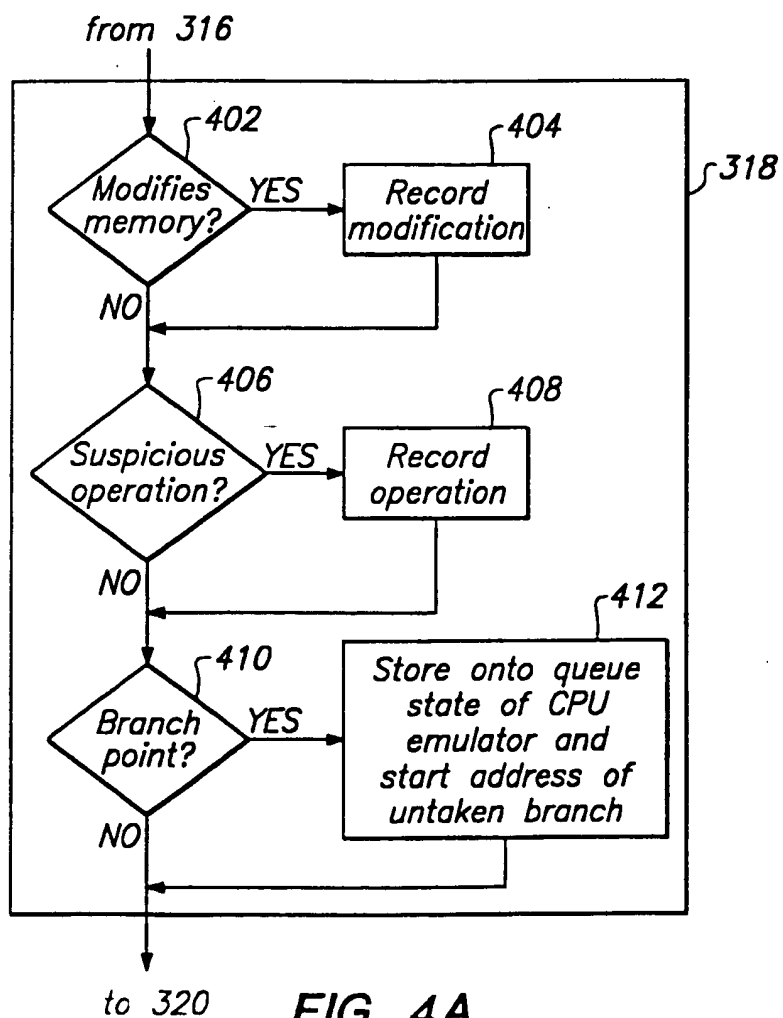 from 316
402
404
318
Modifies
memory?
YES
Record
modification
NO
406
408
Suspicious
operation?
YES
Record
operation
NO
412
410
Branch
point?
YES
Store onto queue
state of CPU
emulator and
start address of
untaken branch
NO
to 320
FIG. 4A